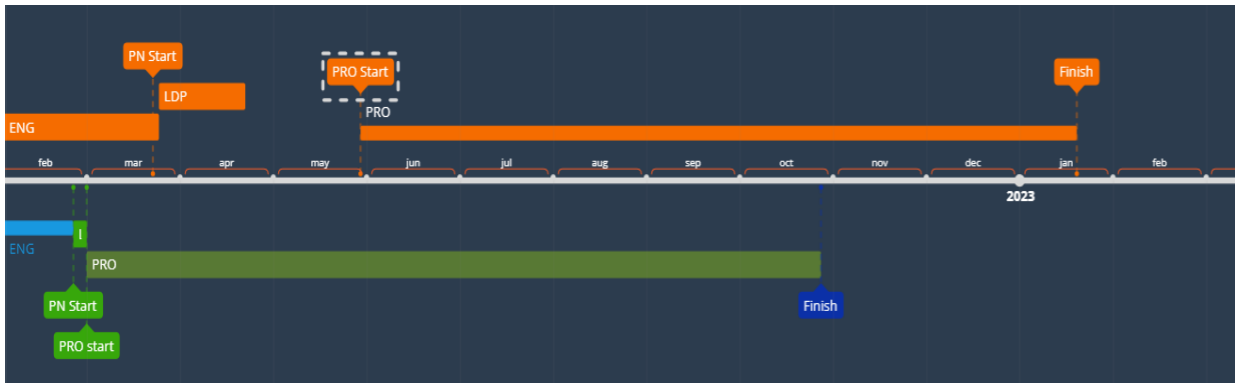 PN Start
PRO Start
Finish
LDP
PRO
ENG
feb mar apr may jun jul aug sep oct nov dec jan feb
2023
ENG
PRO
PN Start
Finish
PRO start